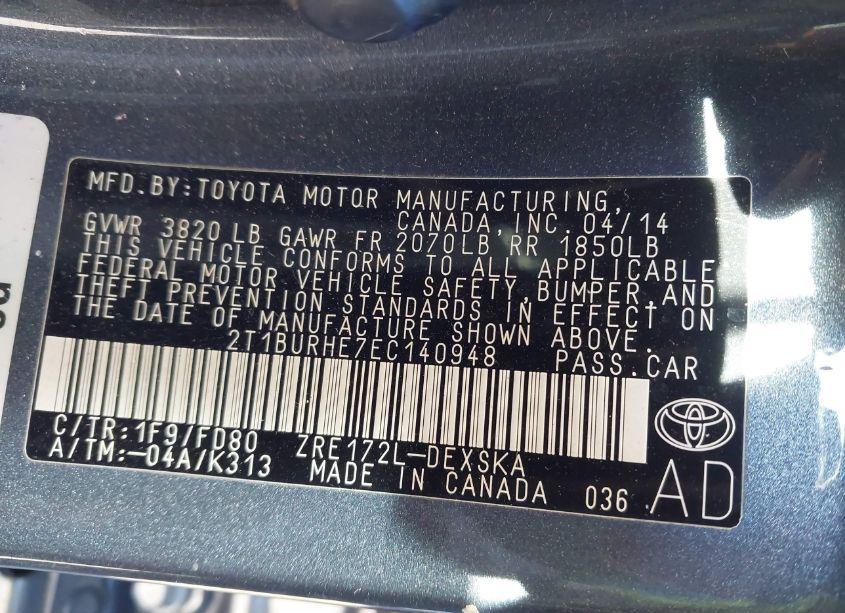 MFD.BY:TOYOTA MOTOR MANUFACTURING,
CANADA, INC. 04/14
GVWR 3820 LB GAWR FR 2070LB RR 1850LB
THIS VEHICLE CONFORMS TO ALL APPLICABLE
FEDERAL MOTOR VEHICLE SAFETY, BUMPER, AND
THEFT PREVENTION STANDARDS IN EFFECT ON
THE DATE OF MANUFACTURE SHOWN ABOVE.
2T1BURHE7EC140948 PASS.CAR
C/TR:1F9/FD80 ZRE172L-DEXSKA
A/TM:-04A/K313 MADE IN CANADA 036 AD